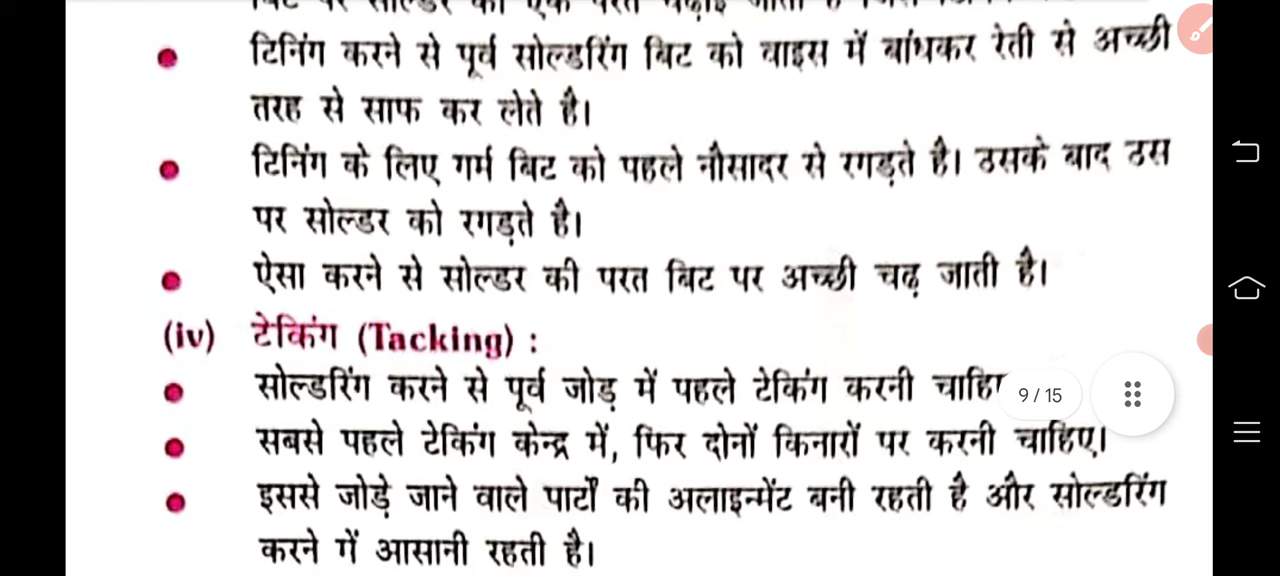 टिनिंग करने से पूर्व सोल्डरिंग बिट को वाइस में बांधकर रेती से अच्छी
तरह से साफ कर लेते है।
टिनिंग के लिए गर्म बिट को पहले नौसादर से रगड़ते है। उसके बाद उस
पर सोल्डर को रगड़ते है।
ऐसा करने से सोल्डर की परत बिट पर अच्छी चढ़ जाती है।
(iv) टेकिंग (Tacking) :
सोल्डरिंग करने से पूर्व जोड़ में पहले टेकिंग करनी
9/15
सबसे पहले टेकिंग केन्द्र में, फिर दोनों किनारों पर करनी चाहिए।
इससे जोड़े जाने वाले पार्टों की अलाइन्मेंट बनी रहती है और सोल्डरिंग
करने में आसानी रहती है।